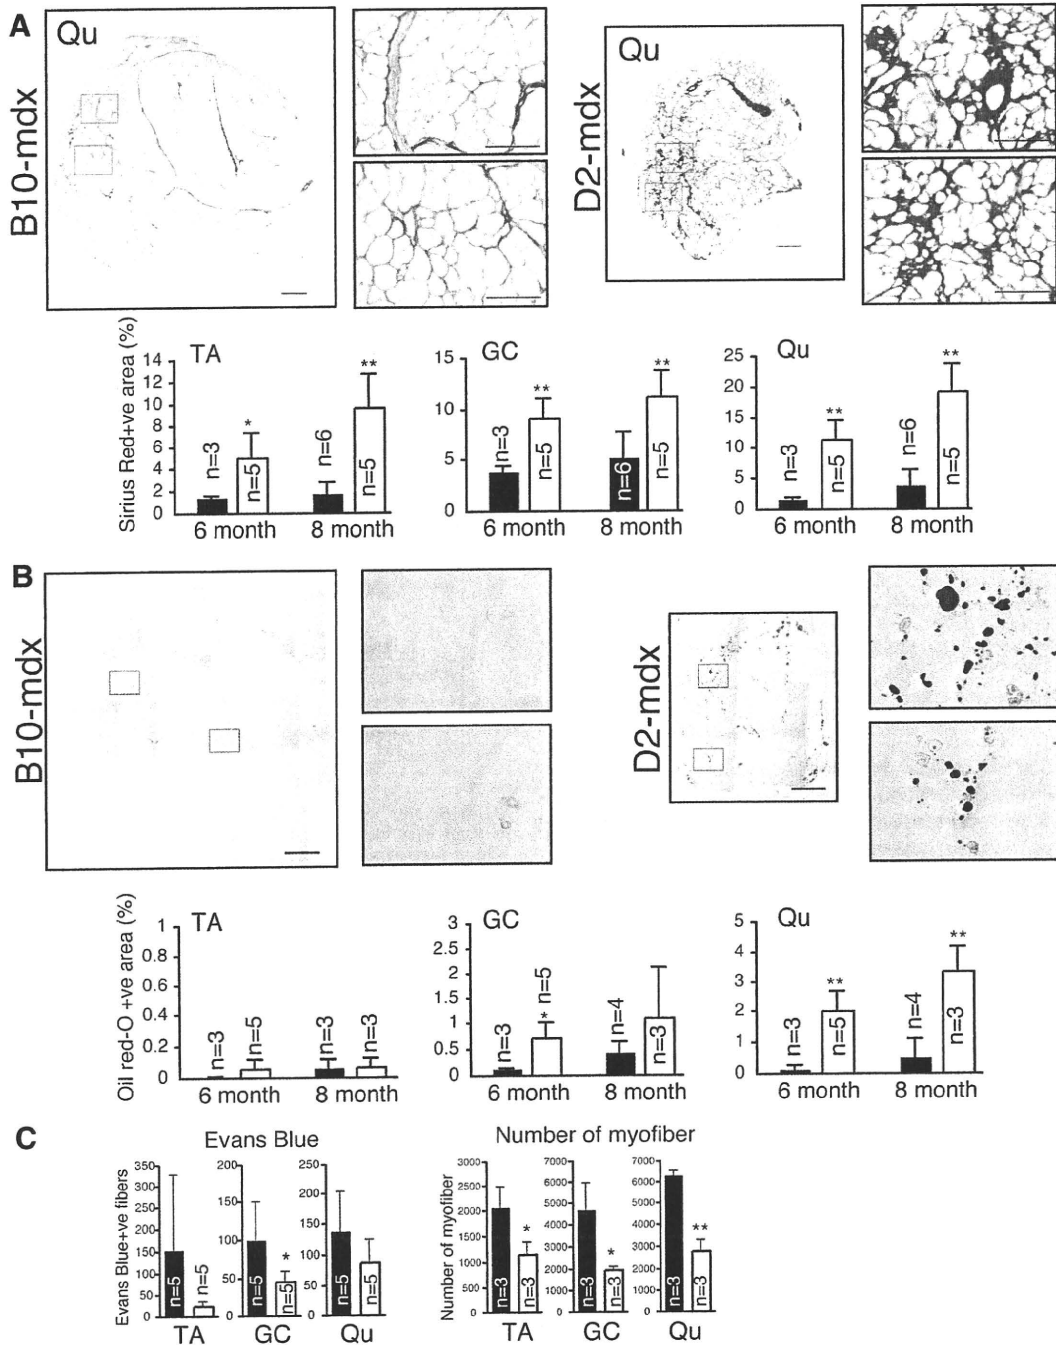 A
B10-mdx
Qu
D2-mdx
Qu
Sirius Red+ve area (%)
TA
14
12
10
8
6
4
2
0
n=3
*
n=5
n=6
**
n=5
6 month
8 month
GC
15
10
5
0
n=3
**
n=5
n=6
**
n=5
6 month
8 month
Qu
25
20
15
10
5
0
n=3
**
n=5
n=6
**
n=5
6 month
8 month
B
B10-mdx
D2-mdx
Oil red-O +ve area (%)
TA
1
0.8
0.6
0.4
0.2
0
n=3
n=5
n=3
n=3
6 month
8 month
GC
3
2.5
2
1.5
1
0.5
0
n=3
*
n=5
n=4
n=3
6 month
8 month
Qu
5
4
3
2
1
0
n=3
**
n=5
n=4
**
n=3
6 month
8 month
C
Evans Blue
Evans Blue+ve fibers
350
300
250
200
150
100
50
0
n=5
n=5
TA
200
150
100
50
0
n=5
*
n=5
GC
250
200
150
100
50
0
n=5
n=5
Qu
Number of myofiber
Number of myofiber
3000
2500
2000
1500
1000
500
0
n=3
*
n=3
TA
7000
6000
5000
4000
3000
2000
1000
0
n=3
*
n=3
GC
7000
6000
5000
4000
3000
2000
1000
0
n=3
**
n=3
Qu